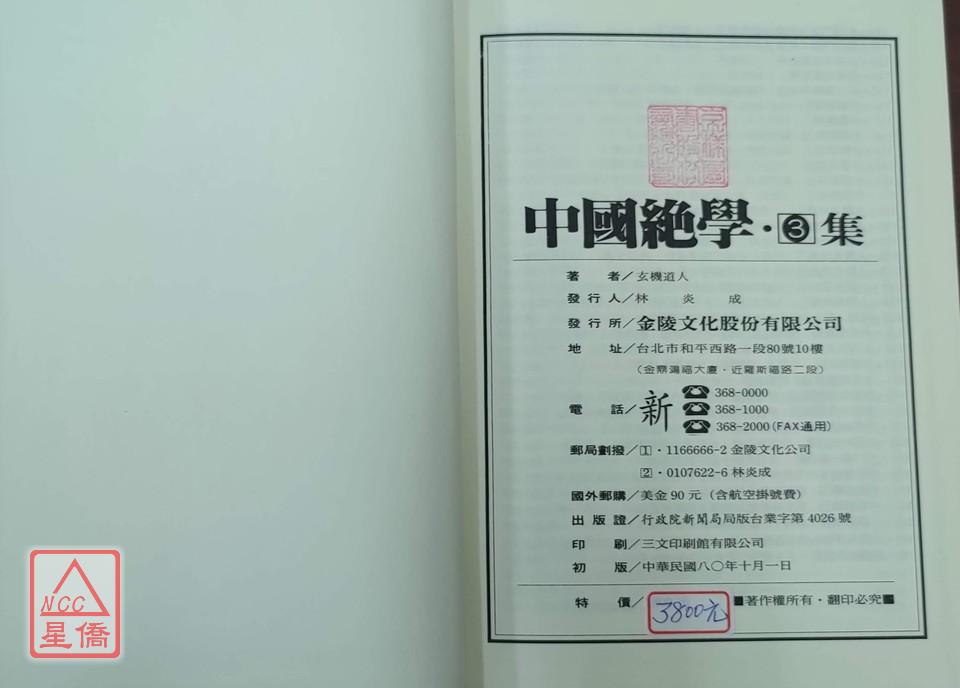 中國絕學·③集
著 者/玄機道人
發行人/林 炎 成
發行所/金陵文化股份有限公司
地 址/台北市和平西路一段80號10樓
(金鼎鴻福大廈·近羅斯福路二段)
電 話/新 ☎ 368-0000
☎ 368-1000
☎ 368-2000(FAX通用)
郵局劃撥/1·1166666-2 金陵文化公司
2·0107622-6 林炎成
國外郵購/美金90元(含航空掛號費)
出版證/行政院新聞局局版台業字第4026號
印 刷/三文印刷館有限公司
初 版/中華民國八〇年十月一日
特 價/3800元 ■著作權所有·翻印必究■
NCC
星僑